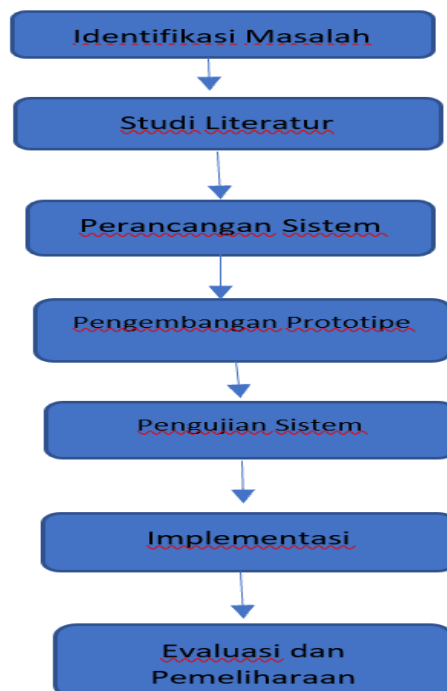 Identifikasi Masalah
Studi Literatur
Perancangan Sistem
Pengembangan Prototipe
Pengujian Sistem
Implementasi
Evaluasi dan
Pemeliharaan